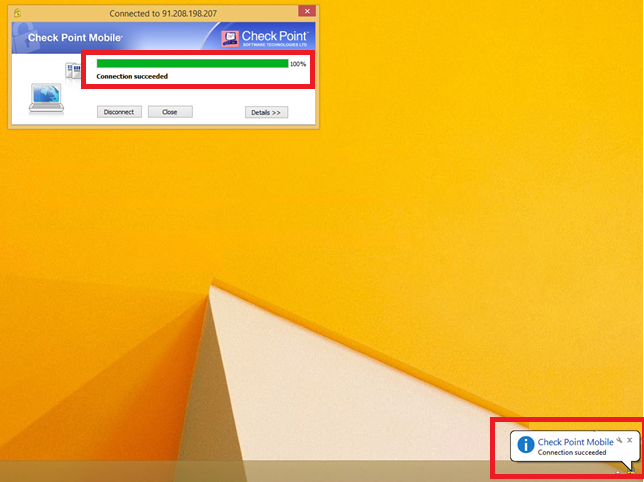 Connected to 91.208.198.207
Check Point Mobile
Check Point
SOFTWARE TECHNOLOGIES LTD.
100%
Connection succeeded
Disconnect
Close
Details >>
Check Point Mobile
Connection succeeded